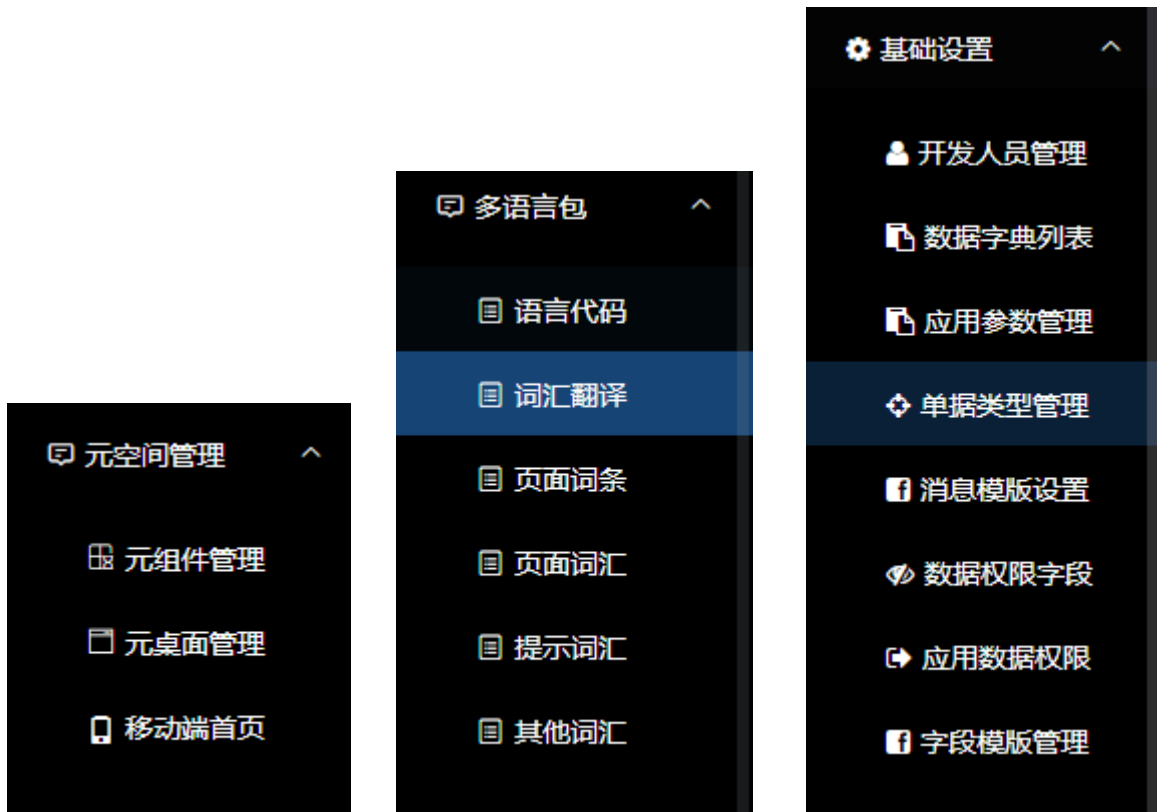 元空间管理
元组件管理
元桌面管理
移动端首页
多语言包
语言代码
词汇翻译
页面词条
页面词汇
提示词汇
其他词汇
基础设置
开发人员管理
数据字典列表
应用参数管理
单据类型管理
消息模版设置
数据权限字段
应用数据权限
字段模版管理